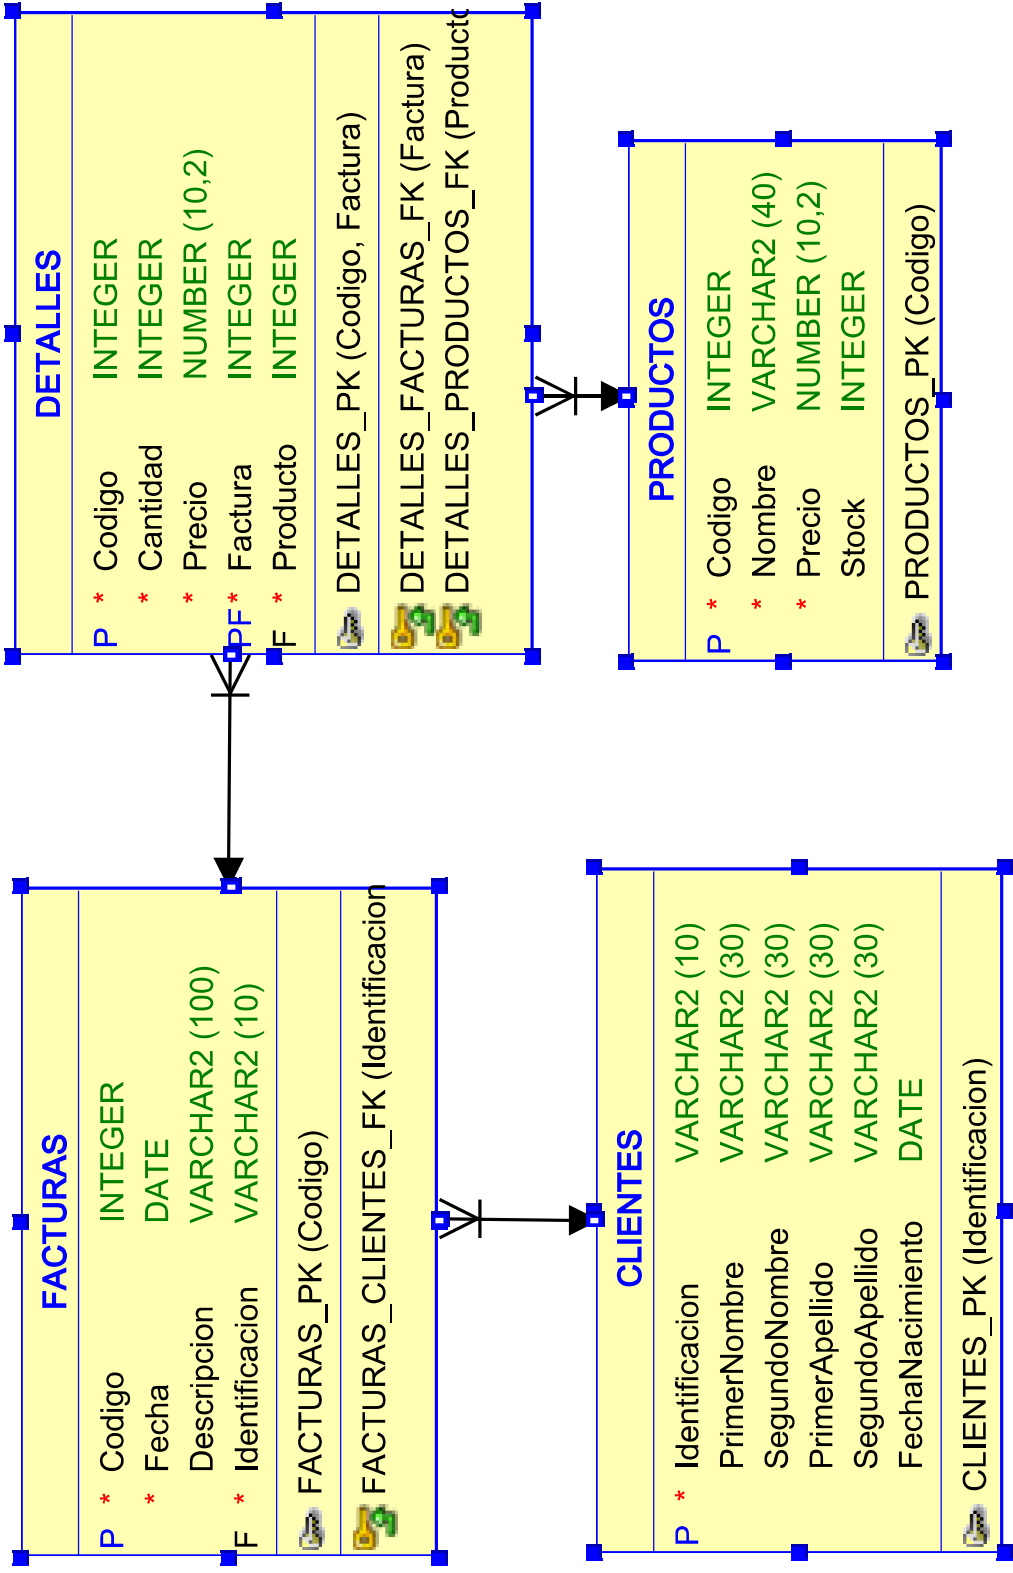 FACTURAS
P * Codigo INTEGER
* Fecha DATE
Descripcion VARCHAR2 (100)
F * Identificacion VARCHAR2 (10)
FACTURAS_PK (Codigo)
FACTURAS_CLIENTES_FK (Identificacion
DETALLES
P * Codigo INTEGER
* Cantidad INTEGER
* Precio NUMBER (10,2)
PF * Factura INTEGER
F * Producto INTEGER
DETALLES_PK (Codigo, Factura)
DETALLES_FACTURAS_FK (Factura)
DETALLES_PRODUCTOS_FK (Producto
CLIENTES
P * Identificacion VARCHAR2 (10)
PrimerNombre VARCHAR2 (30)
SegundoNombre VARCHAR2 (30)
PrimerApellido VARCHAR2 (30)
SegundoApellido VARCHAR2 (30)
FechaNacimiento DATE
CLIENTES_PK (Identificacion)
PRODUCTOS
P * Codigo INTEGER
* Nombre VARCHAR2 (40)
* Precio NUMBER (10,2)
Stock INTEGER
PRODUCTOS_PK (Codigo)